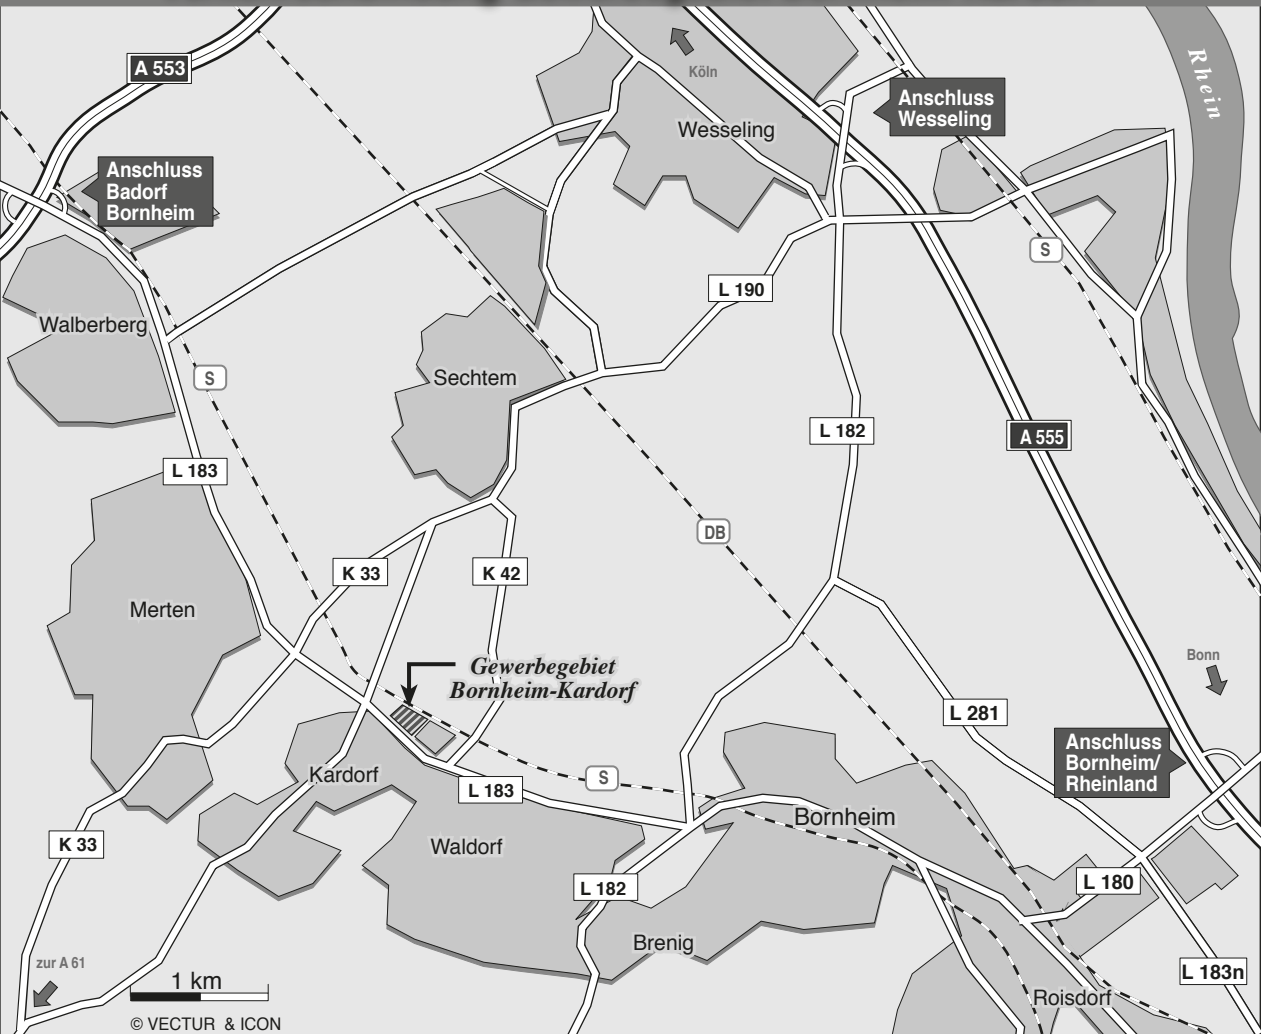 A 553
Köln
Rhein
Anschluss
Wesseling
Wesseling
Anschluss
Badorf
Bornheim
S
L 190
Walberberg
S
Sechtem
L 182
A 555
L 183
DB
K 33
K 42
Merten
Gewerbegebiet
Bornheim-Kardorf
Bonn
L 281
Anschluss
Bornheim/
Rheinland
Kardorf
S
L 183
Bornheim
K 33
Waldorf
L 182
L 180
Brenig
zur A 61
L 183n
1 km
Roisdorf
© VECTUR & ICON